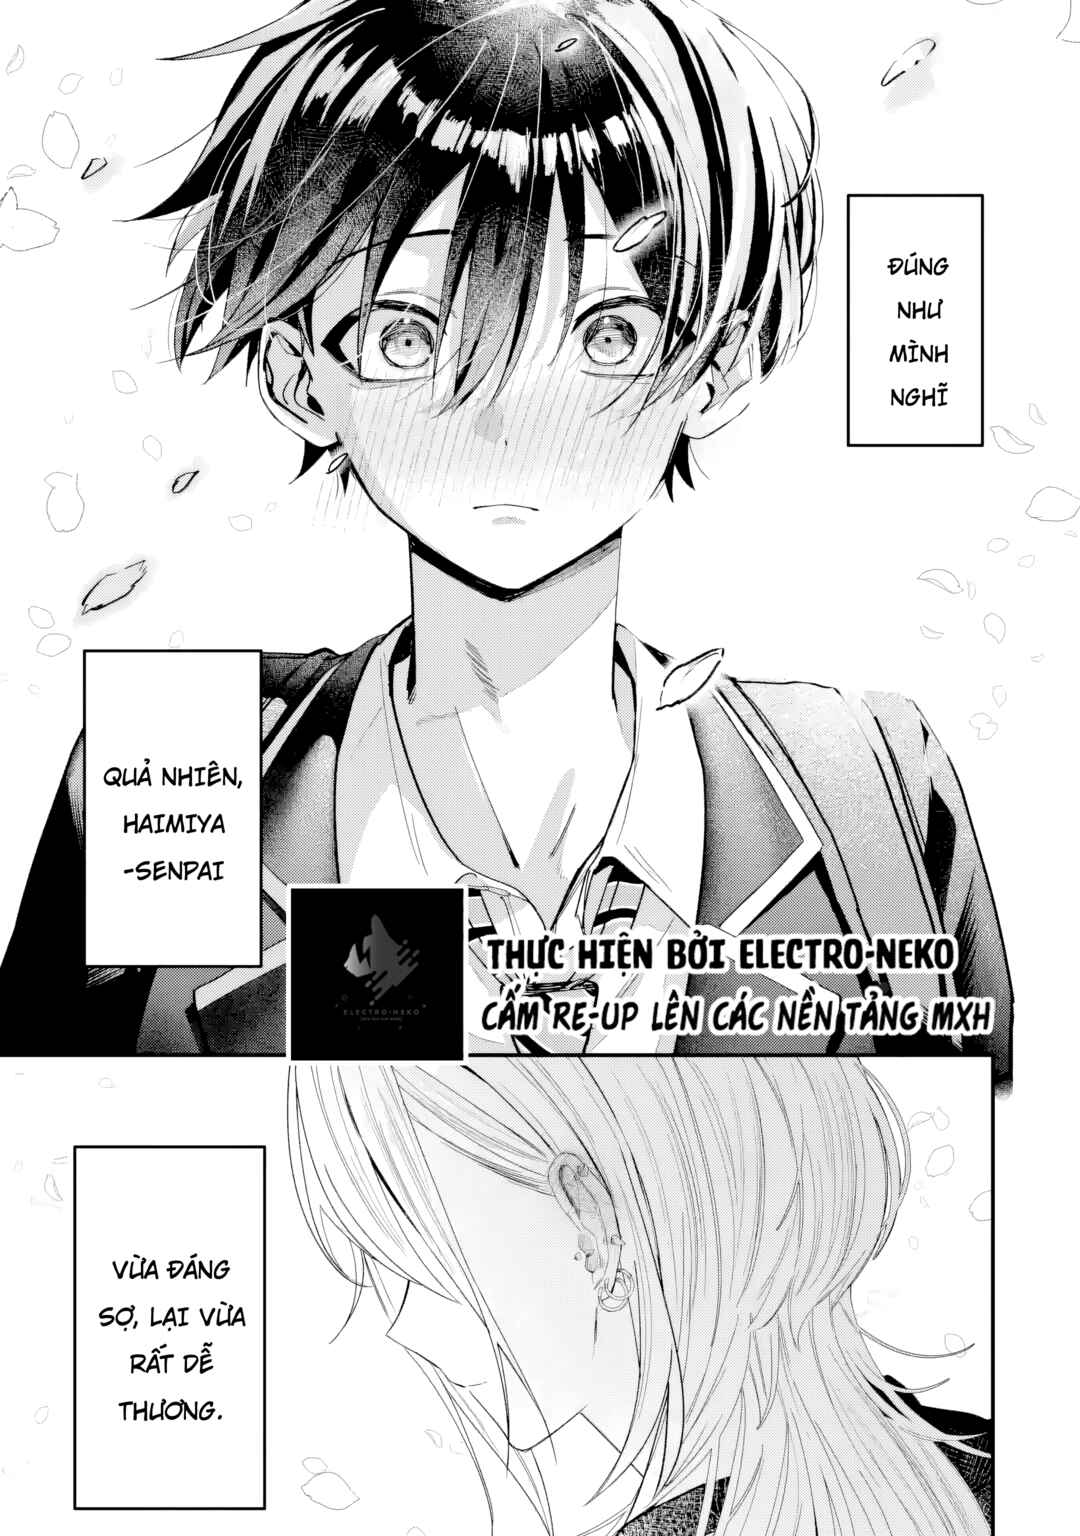 ĐÚNG
NHƯ
MÌNH
NGHĨ
QUẢ NHIÊN,
HAIMIYA
-SENPAI
ELECTRO-NEKO
THỰC HIỆN BỞI ELECTRO-NEKO
CẤM RE-UP LÊN CÁC NỀN TẢNG MXH
VỪA ĐÁNG
SỢ, LẠI VỪA
RẤT DỄ
THƯƠNG.